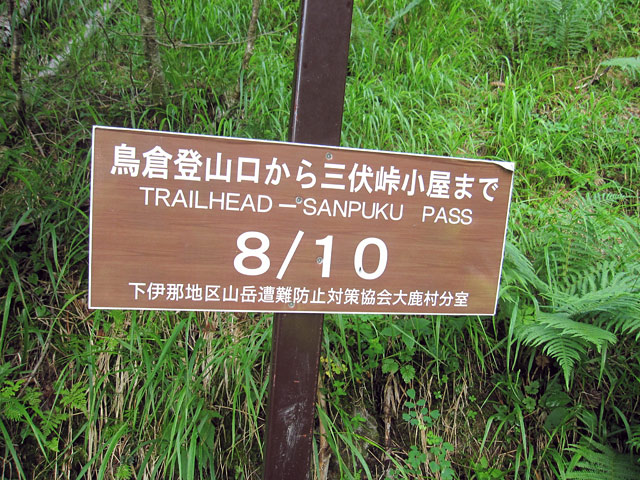 鳥倉登山口から三伏峠小屋まで
TRAILHEAD - SANPUKU PASS
8/10
下伊那地区山岳遭難防止対策協会大鹿村分室